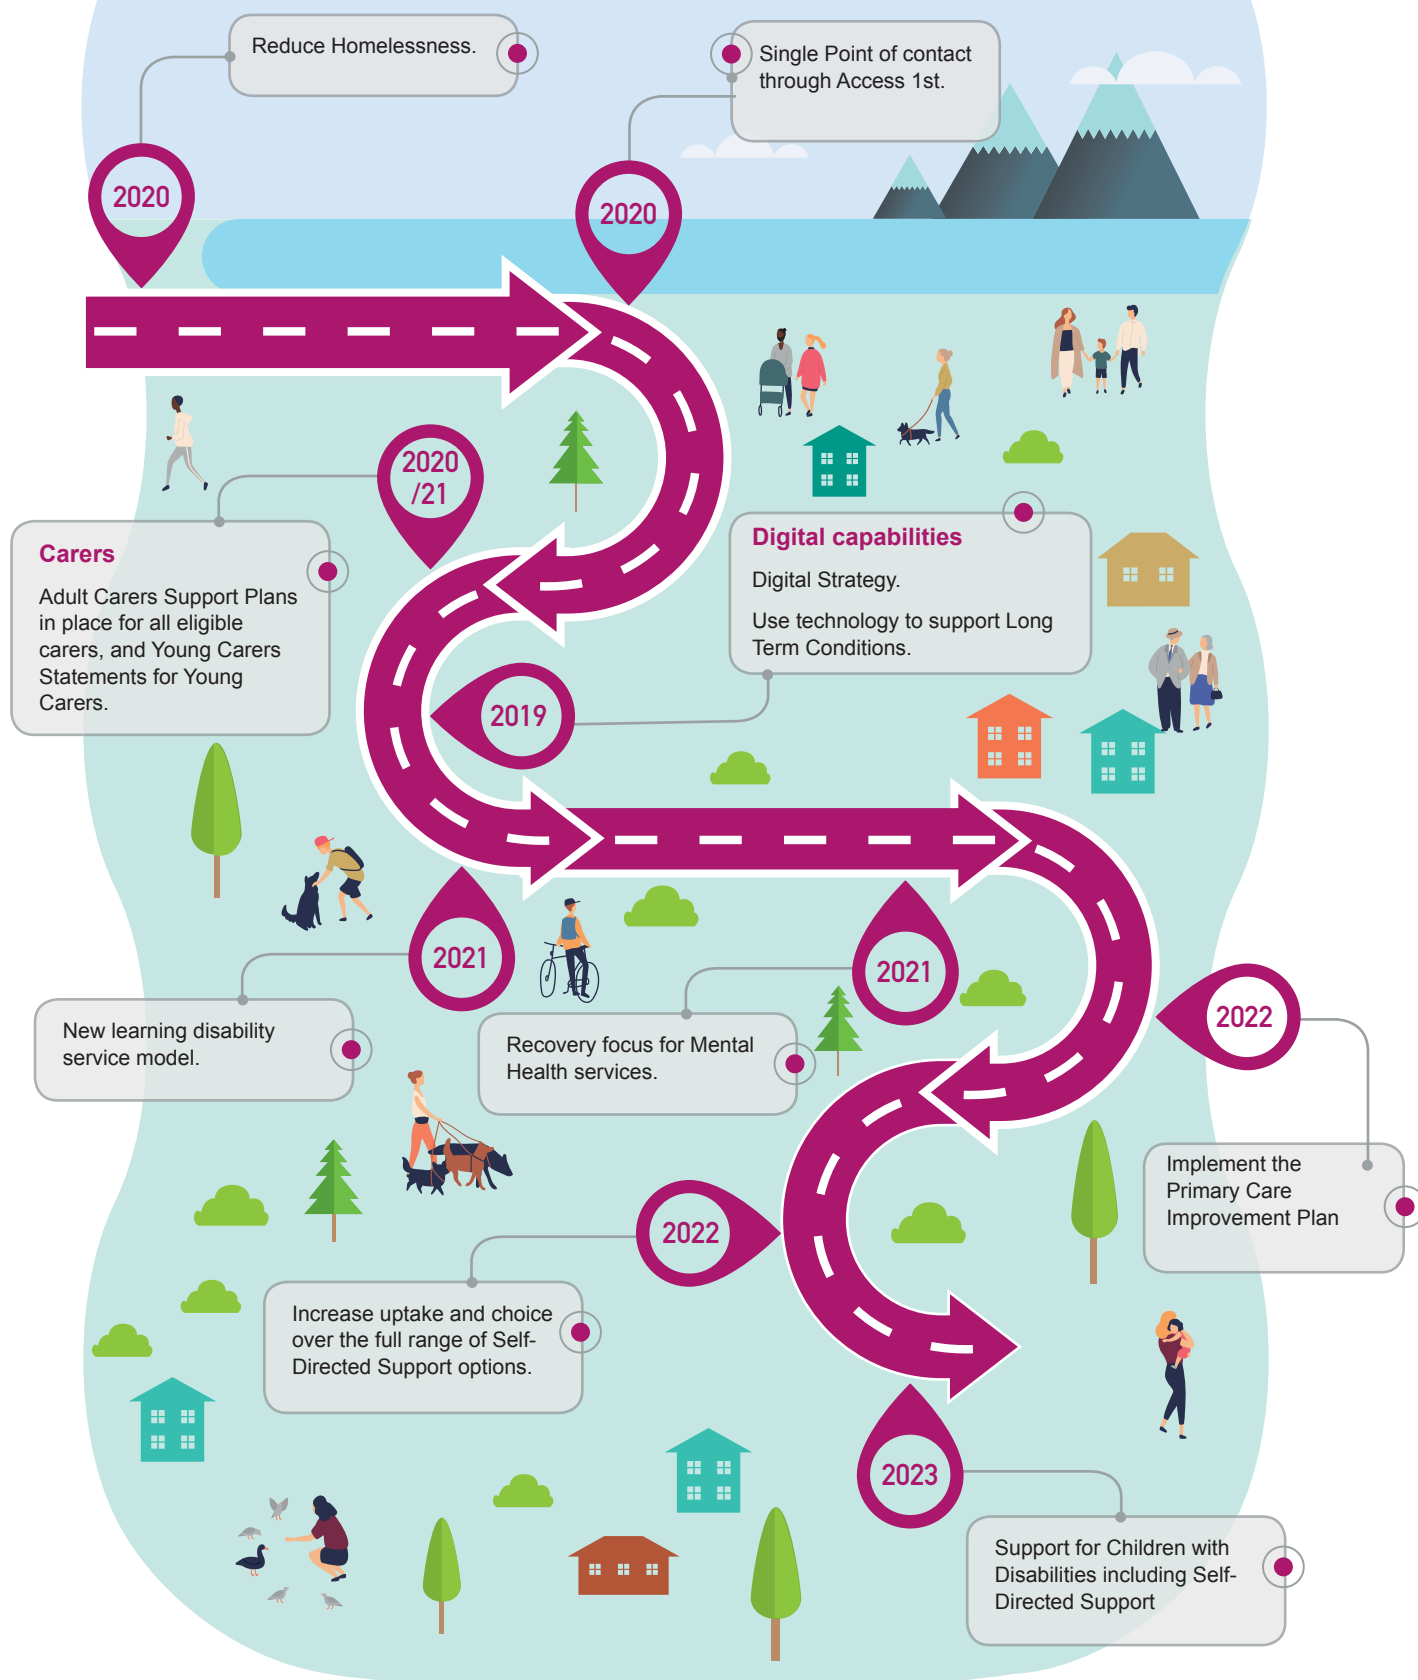 Reduce Homelessness.
2020
Single Point of contact
through Access 1st.
2020
2020
/21
Carers
Adult Carers Support Plans
in place for all eligible
carers, and Young Carers
Statements for Young
Carers.
Digital capabilities
Digital Strategy.
Use technology to support Long
Term Conditions.
2019
2021
New learning disability
service model.
2021
Recovery focus for Mental
Health services.
2022
Implement the
Primary Care
Improvement Plan
2022
Increase uptake and choice
over the full range of Self-
Directed Support options.
2023
Support for Children with
Disabilities including Self-
Directed Support